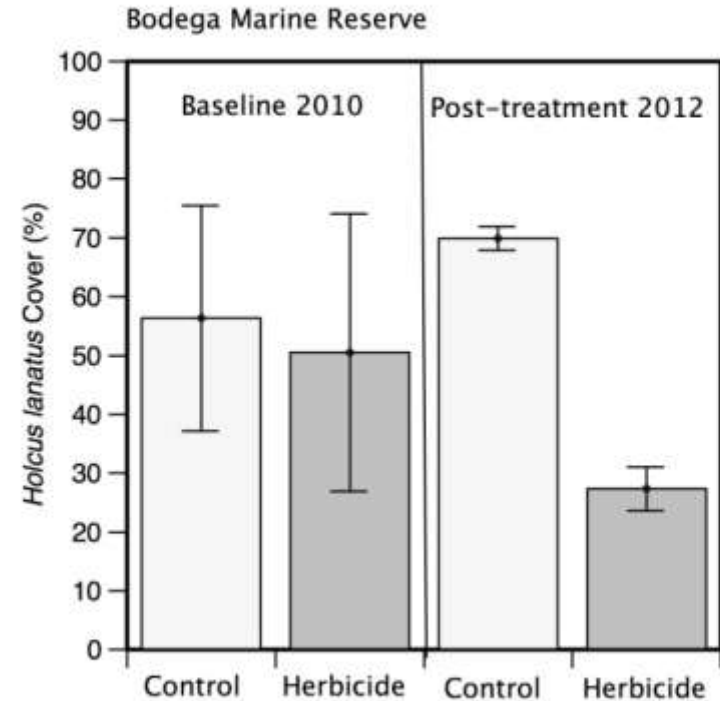 Bodega Marine Reserve
100
90
80
70
60
50
40
30
20
10
0
Holcus lanatus Cover (%)
Baseline 2010
Post-treatment 2012
Control
Herbicide
Control
Herbicide